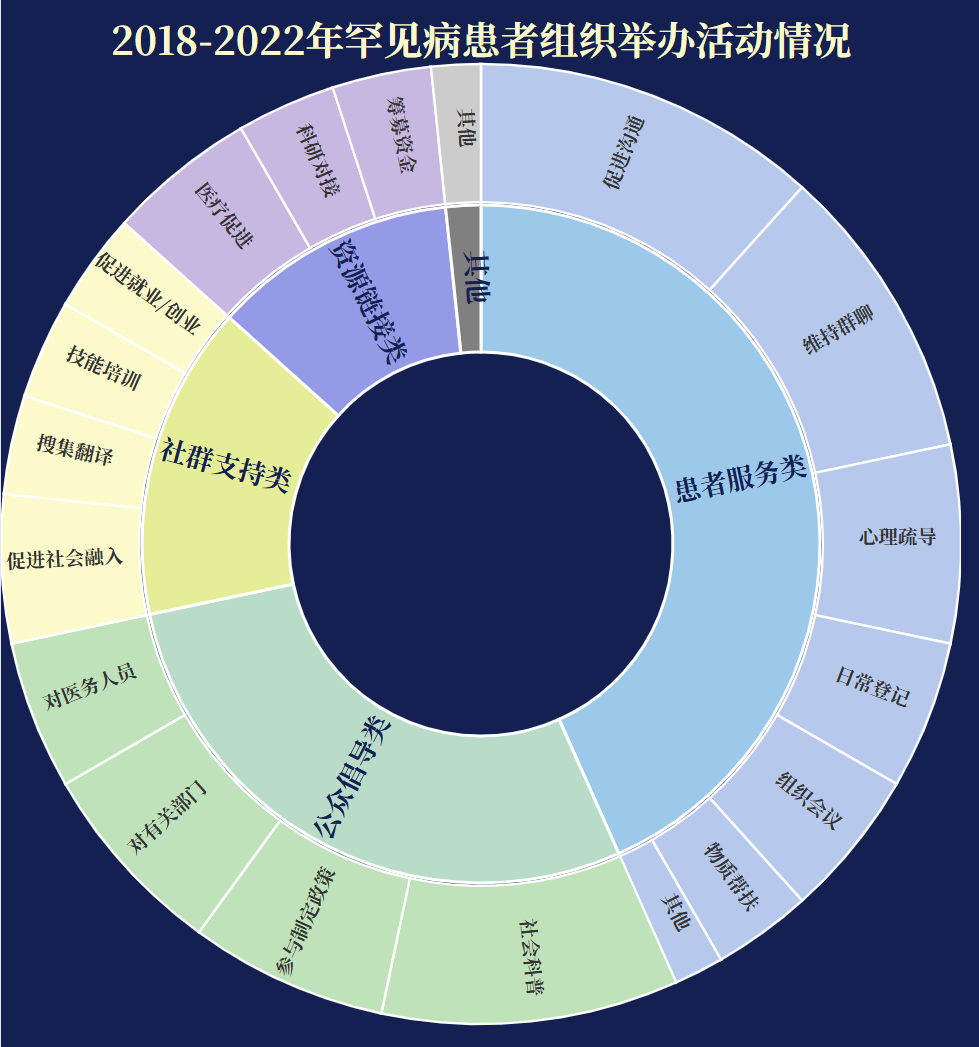 2018-2022年罕见病患者组织举办活动情况
促进沟通
维持群聊
心理疏导
日常登记
组织会议
物质帮扶
其他
社会科普
参与制定政策
对有关部门
对医务人员
促进社会融入
搜集翻译
技能培训
促进就业/创业
医疗促进
科研对接
筹募资金
其他
患者服务类
公众倡导类
社群支持类
资源链接类
其他